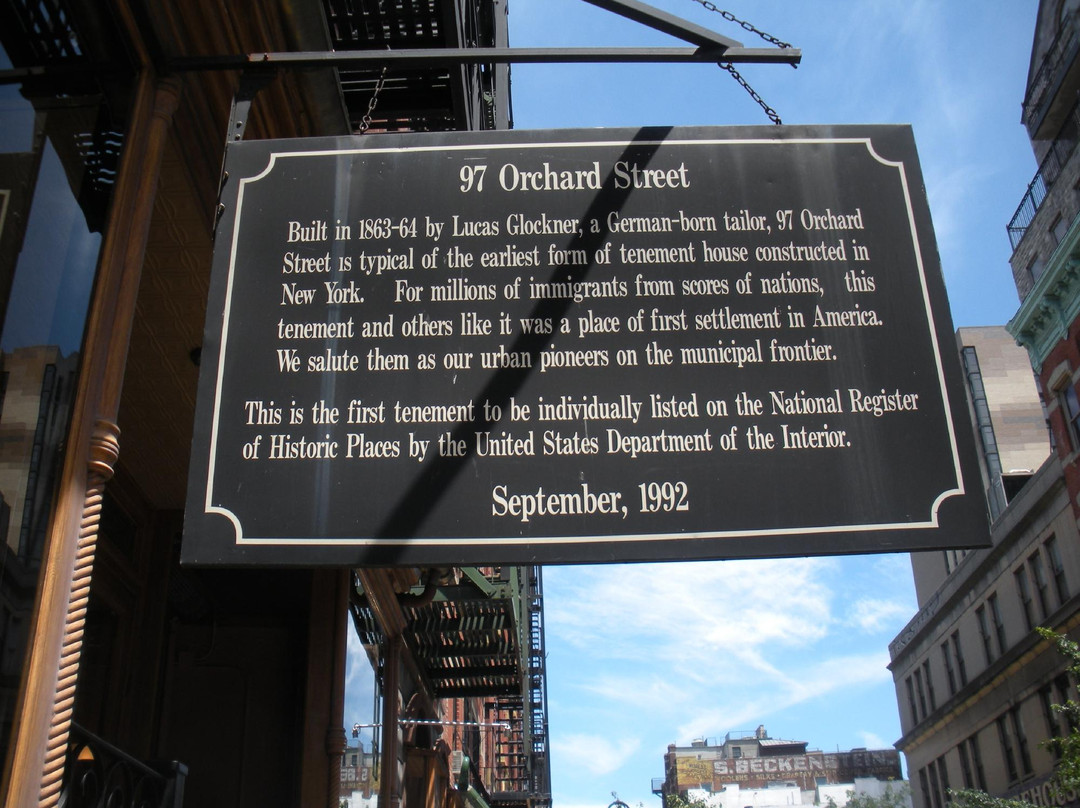 97 Orchard Street
Built in 1863-64 by Lucas Glockner, a German-born tailor, 97 Orchard
Street is typical of the earliest form of tenement house constructed in
New York. For millions of immigrants from scores of nations, this
tenement and others like it was a place of first settlement in America.
We salute them as our urban pioneers on the municipal frontier.
This is the first tenement to be individually listed on the National Register
of Historic Places by the United States Department of the Interior.
September, 1992
S. BECKENSTEIN
WOOLENS